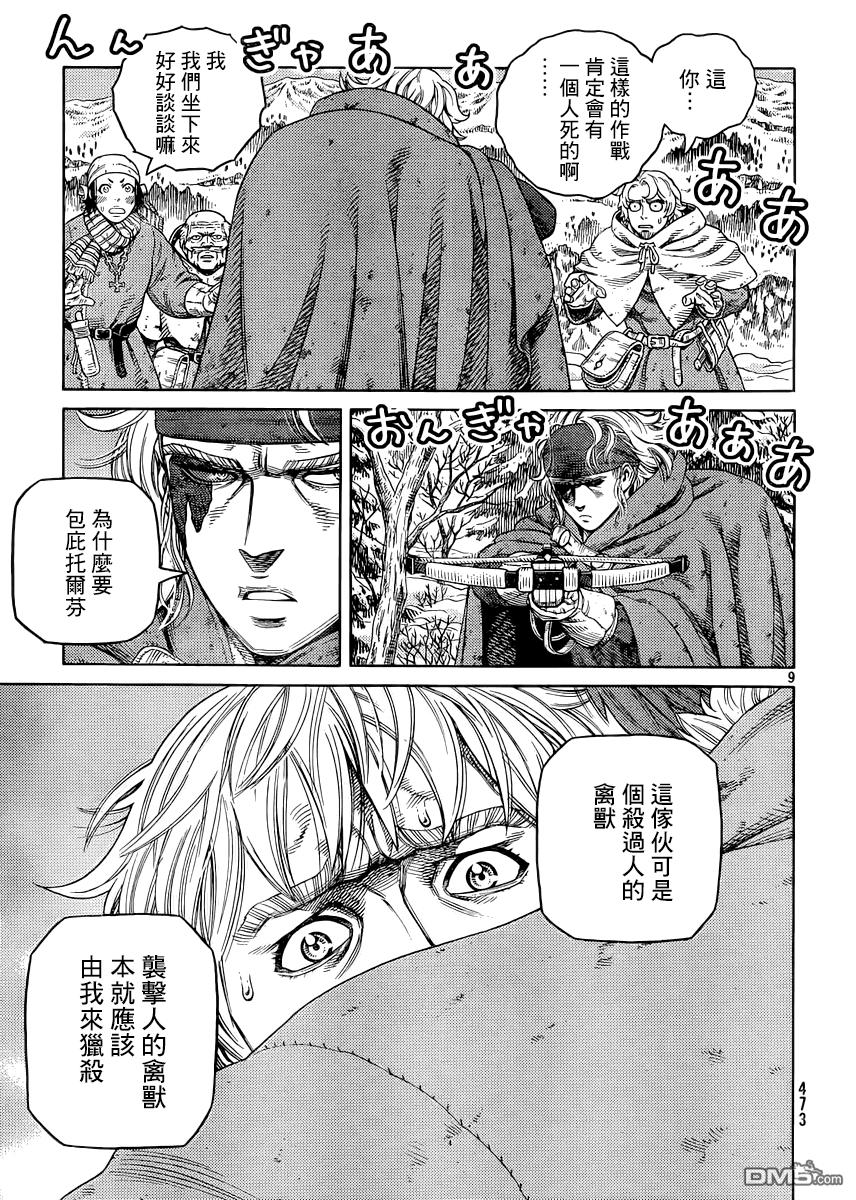 這
你…
這樣的作戰
肯定會有
一個人死的啊
……
我
我們坐下來
好好談談嘛
あ
あ
んんぎゃあ
あ
あぁあ
おんぎゃ
為什麼要
包庇托爾芬
9
這傢伙可是
個殺過人的
禽獸
襲擊人的禽獸
本就應該
由我來獵殺
473
DM5.com